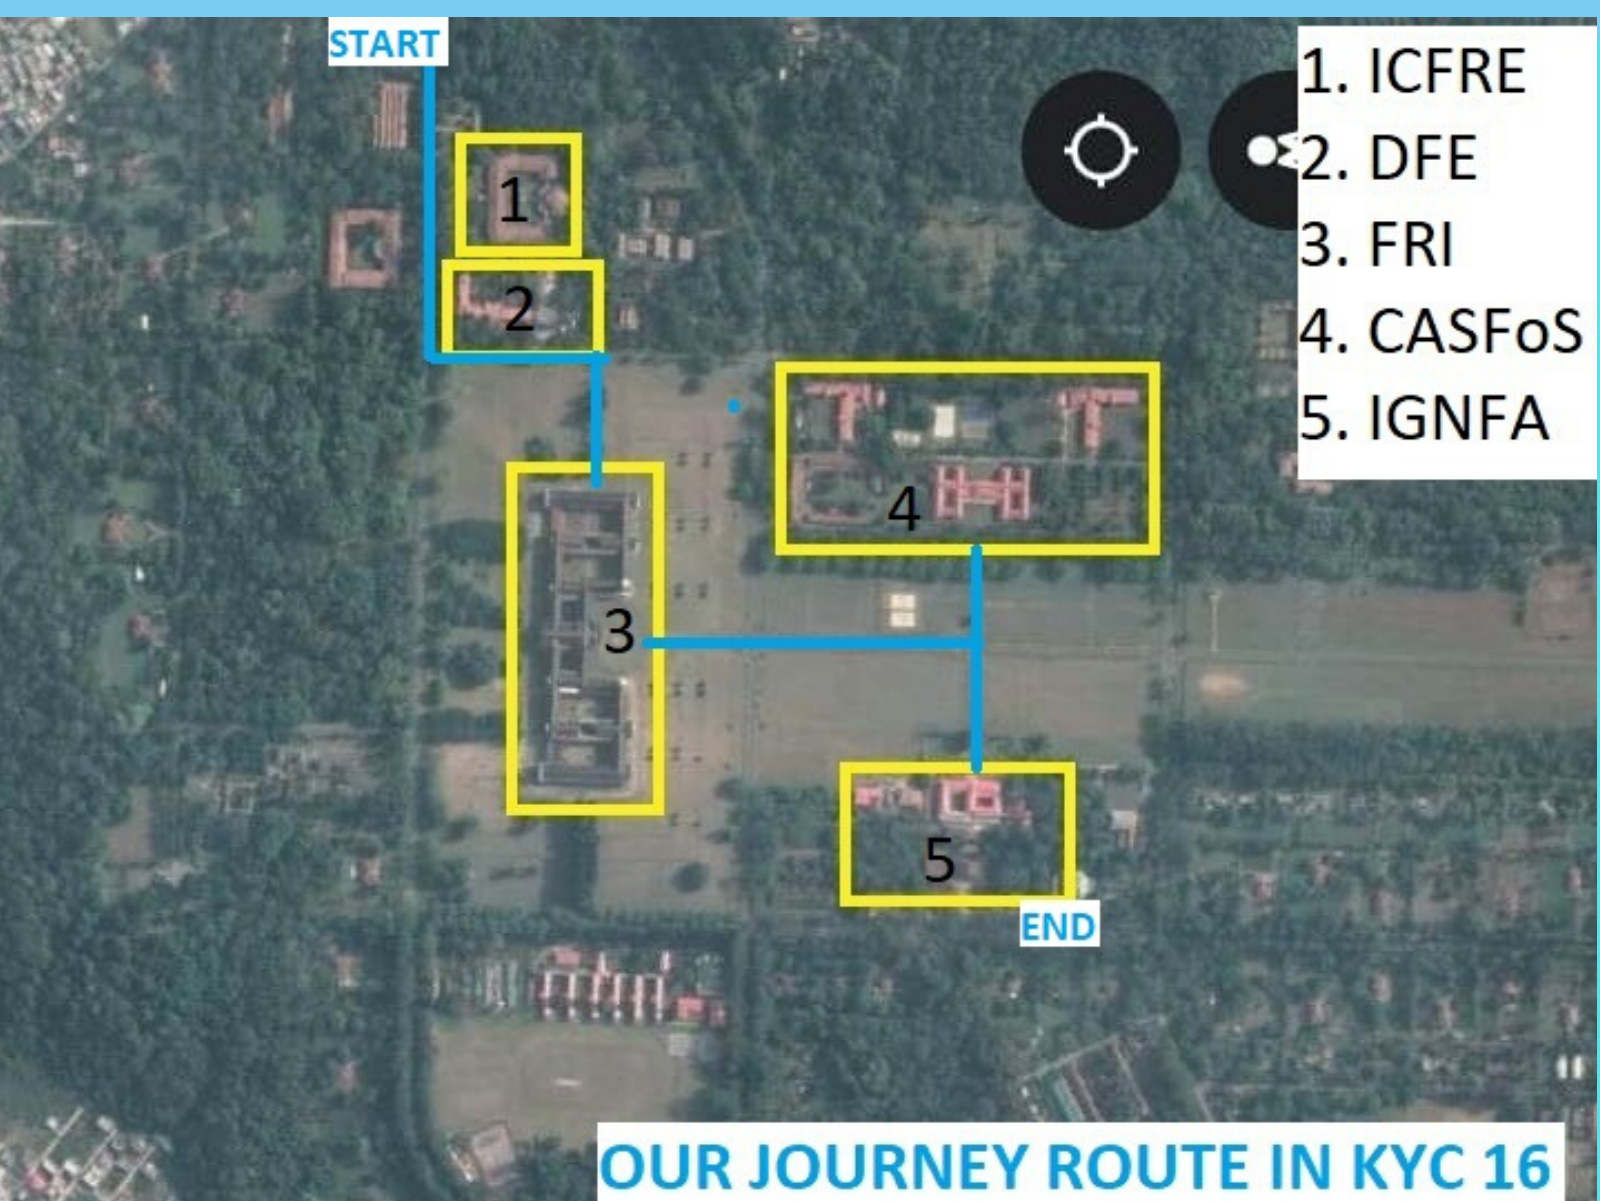 START
1. ICFRE
2. DFE
3. FRI
4. CASFoS
5. IGNFA
1
2
3
4
5
END
OUR JOURNEY ROUTE IN KYC 16